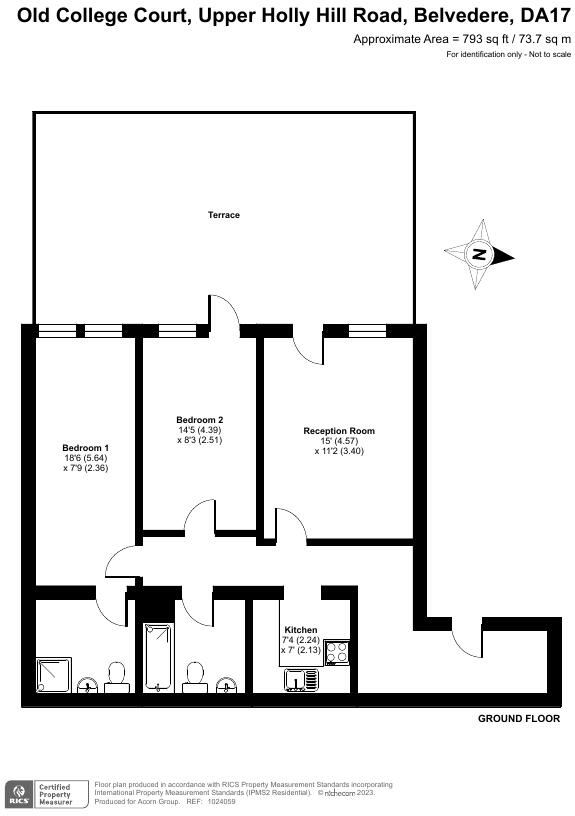 Old College Court, Upper Holly Hill Road, Belvedere, DA17
Approximate Area = 793 sq ft / 73.7 sq m
For identification only - Not to scale
Terrace
N
Bedroom 2
14'5 (4.39)
x 8'3 (2.51)
Reception Room
15' (4.57)
x 11'2 (3.40)
Bedroom 1
18'6 (5.64)
x 7'9 (2.36)
Kitchen
7'4 (2.24)
x 7' (2.13)
GROUND FLOOR
RICS
Certified
Property
Measurer
Floor plan produced in accordance with RICS Property Measurement Standards incorporating
International Property Measurement Standards (IPMS2 Residential). © nichecom 2023.
Produced for Acorn Group. REF: 1024059